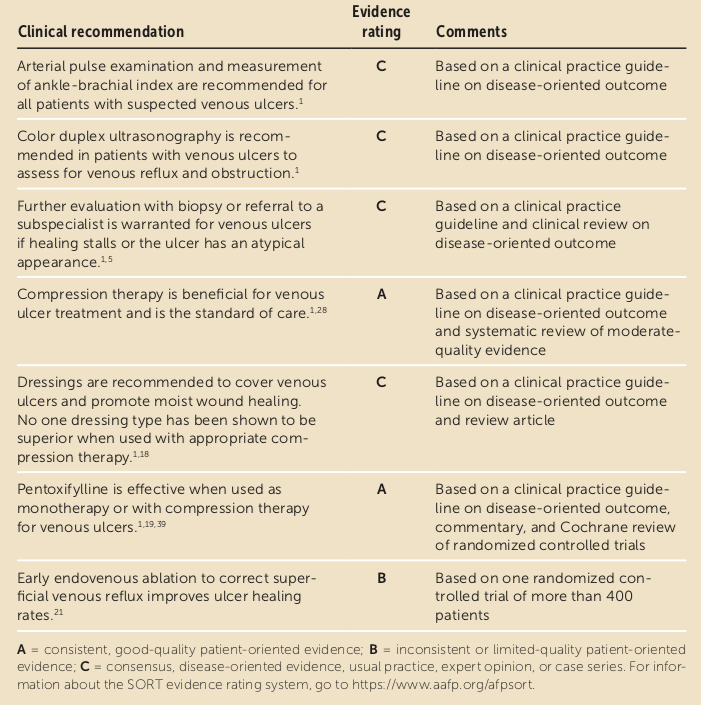 Clinical recommendation
Evidence
rating
Comments
Arterial pulse examination and measurement
of ankle-brachial index are recommended for
all patients with suspected venous ulcers.1
C
Based on a clinical practice guide-
line on disease-oriented outcome
Color duplex ultrasonography is recom-
mended in patients with venous ulcers to
assess for venous reflux and obstruction.1
C
Based on a clinical practice guide-
line on disease-oriented outcome
Further evaluation with biopsy or referral to a
subspecialist is warranted for venous ulcers
if healing stalls or the ulcer has an atypical
appearance.1,5
C
Based on a clinical practice
guideline and clinical review on
disease-oriented outcome
Compression therapy is beneficial for venous
ulcer treatment and is the standard of care.1,28
A
Based on a clinical practice guide-
line on disease-oriented outcome
and systematic review of moderate-
quality evidence
Dressings are recommended to cover venous
ulcers and promote moist wound healing.
No one dressing type has been shown to be
superior when used with appropriate com-
pression therapy.1,18
C
Based on a clinical practice guide-
line on disease-oriented outcome
and review article
Pentoxifylline is effective when used as
monotherapy or with compression therapy
for venous ulcers.1,19,39
A
Based on a clinical practice guide-
line on disease-oriented outcome,
commentary, and Cochrane review
of randomized controlled trials
Early endovenous ablation to correct super-
ficial venous reflux improves ulcer healing
rates.21
B
Based on one randomized con-
trolled trial of more than 400
patients
A = consistent, good-quality patient-oriented evidence; B = inconsistent or limited-quality patient-oriented
evidence; C = consensus, disease-oriented evidence, usual practice, expert opinion, or case series. For infor-
mation about the SORT evidence rating system, go to https://www.aafp.org/afpsort.